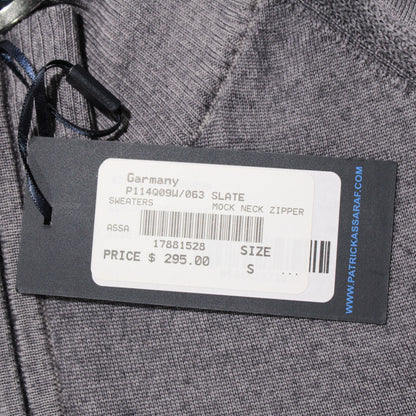 Garmany
P114Q09W/063 SLATE
SWEATERS MOCK NECK ZIPPER
ASSA
17881528 SIZE
PRICE $ 295.00 S ...
WWW.PATRICKASSARAF.COM